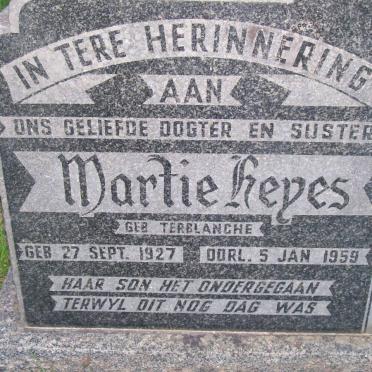 IN TERE HERINNERING
AAN
ONS GELIEFDE DOGTER EN SUSTER
Martie Heyes
GEB TERBLANCHE
GEB 27 SEPT. 1927 OORL. 5 JAN 1959
HAAR SON HET ONDERGEGAAN
TERWYL DIT NOG DAG WAS